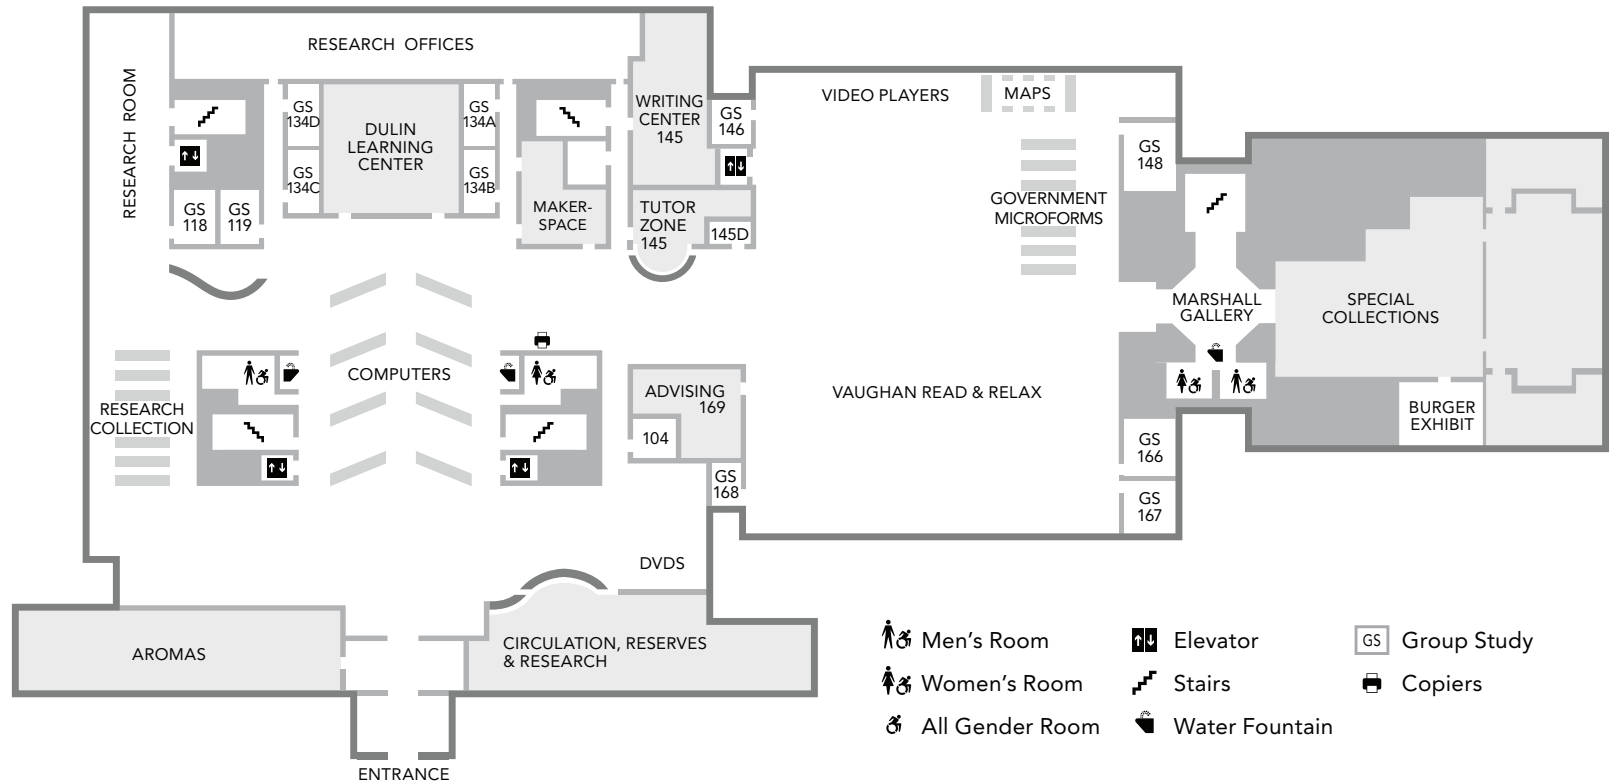 RESEARCH OFFICES
RESEARCH ROOM
GS
134D
GS
134C
DULIN
LEARNING
CENTER
GS
134A
GS
134B
GS
118
GS
119
MAKER-
SPACE
WRITING
CENTER
145
GS
146
TUTOR
ZONE
145
145D
VIDEO PLAYERS
MAPS
GOVERNMENT
MICROFORMS
GS
148
MARSHALL
GALLERY
SPECIAL
COLLECTIONS
BURGER
EXHIBIT
COMPUTERS
RESEARCH
COLLECTION
ADVISING
169
104
GS
168
VAUGHAN READ & RELAX
GS
166
GS
167
DVDS
AROMAS
CIRCULATION, RESERVES
& RESEARCH
ENTRANCE
Men's Room
Women's Room
All Gender Room
Elevator
Stairs
Water Fountain
GS Group Study
Copiers